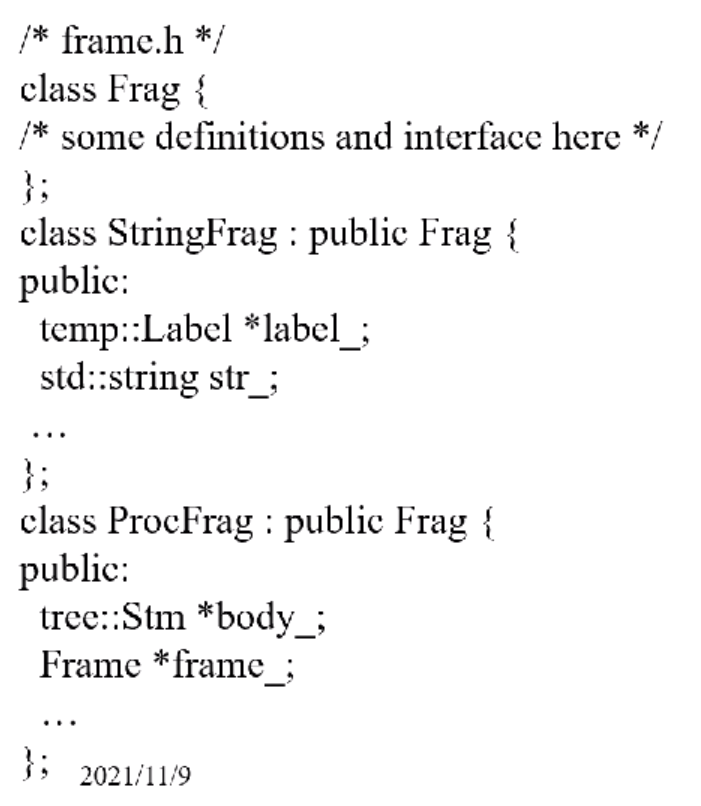 /* frame.h */
class Frag {
/* some definitions and interface here */
};
class StringFrag : public Frag {
public:
temp::Label *label_;
std::string str_;
…
};
class ProcFrag : public Frag {
public:
tree::Stm *body_;
Frame *frame_;
…
};
2021/11/9